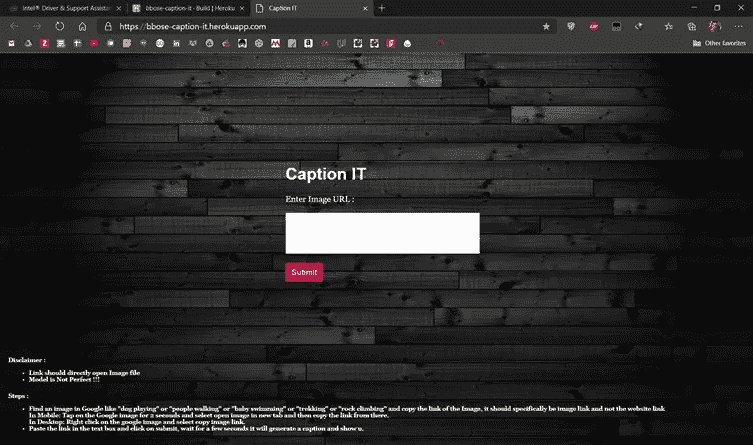 Intel® Driver & Support Assistan
bbose-caption-it - Build | Heroku
Caption IT
https://bbose-caption-it.herokuapp.com
Other favorites
Caption IT
Enter Image URL :
Submit
Disclaimer :
Link should directly open Image file
Model is Not Perfect !!!
Steps :
Find an image in Google like "dog playing" or "people walking" or "baby swimming" or "trekking" or "rock climbing" and copy the link of the Image, it should specifically be image link and not the website link
In Mobile: Tap on the Google image for 2 seconds and select open image in new tab and then copy the link from there.
In Desktop: Right click on the google image and select copy image link.
Paste the link in the text box and click on submit, wait for a few seconds it will generate a caption and show u.